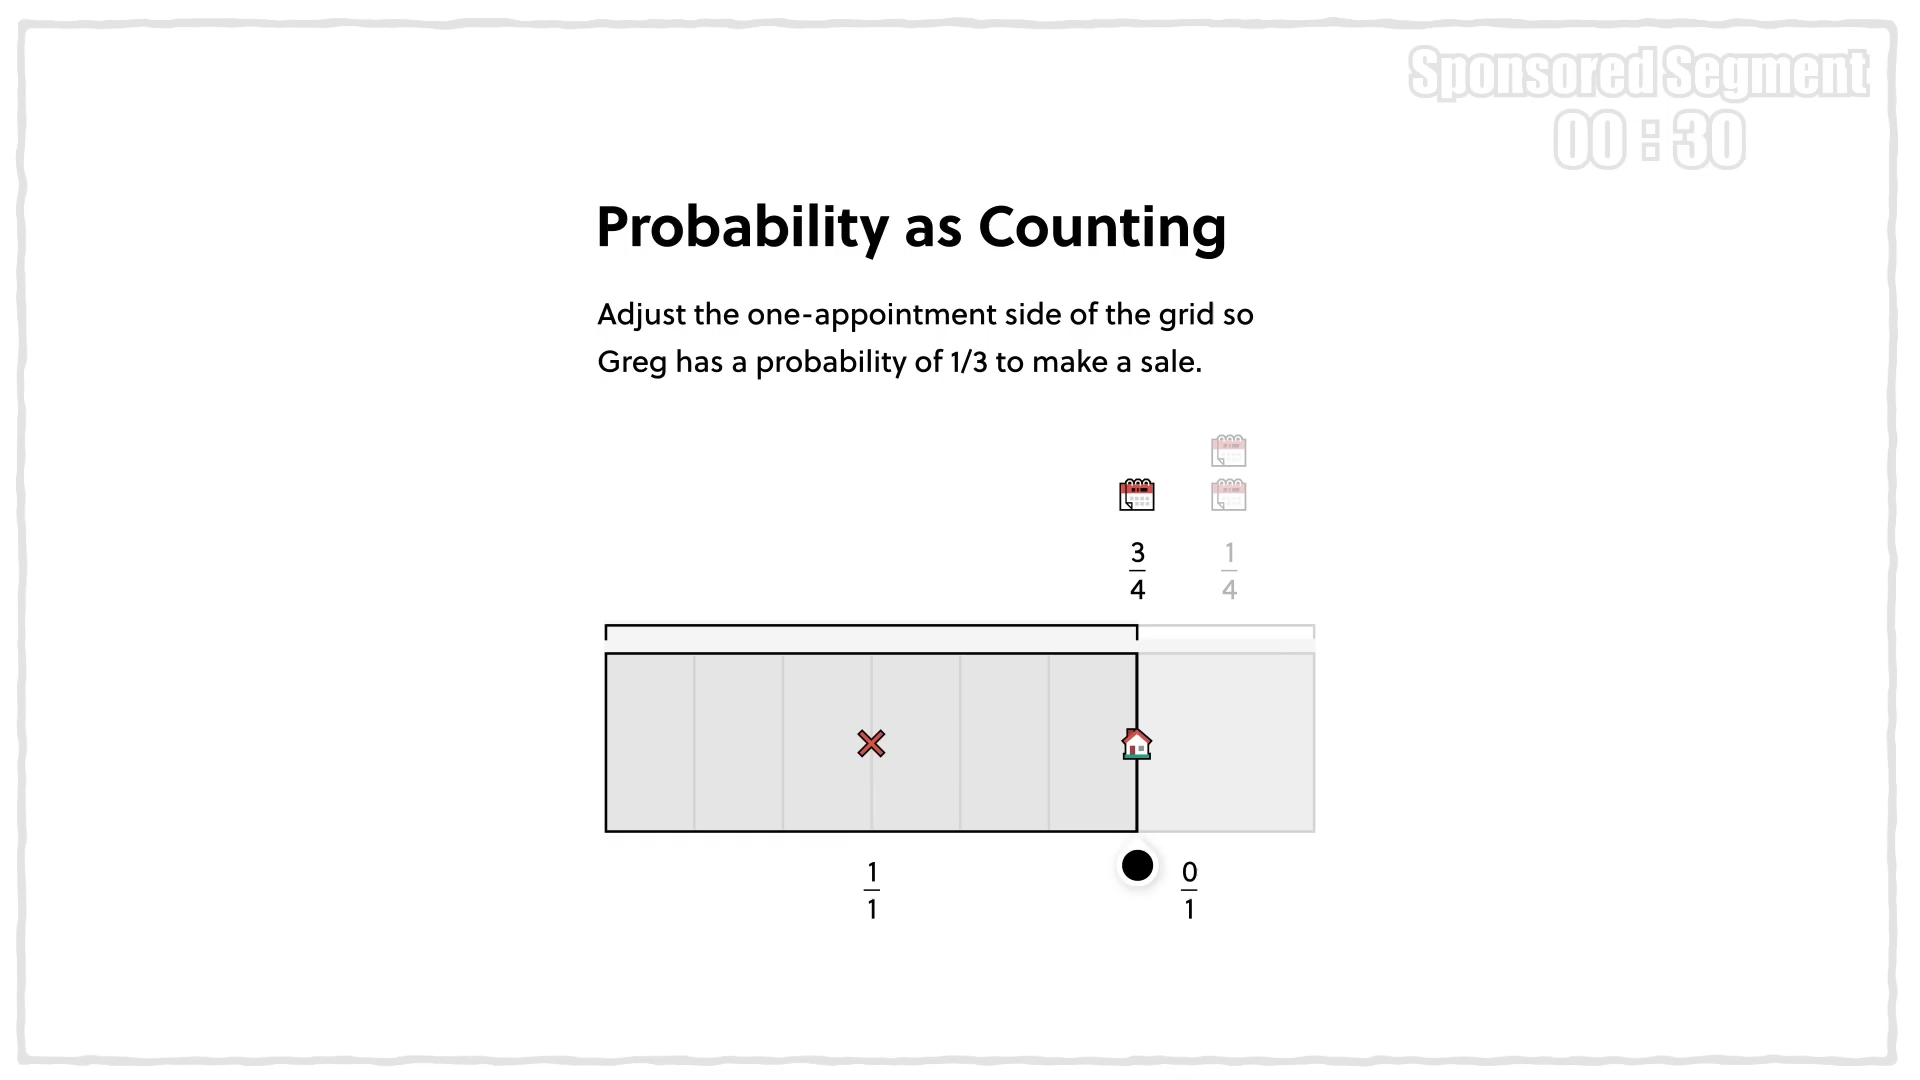 Sponsored Segment
00:30
Probability as Counting
Adjust the one-appointment side of the grid so
Greg has a probability of 1/3 to make a sale.
3/4 1/4
1/1 0/1